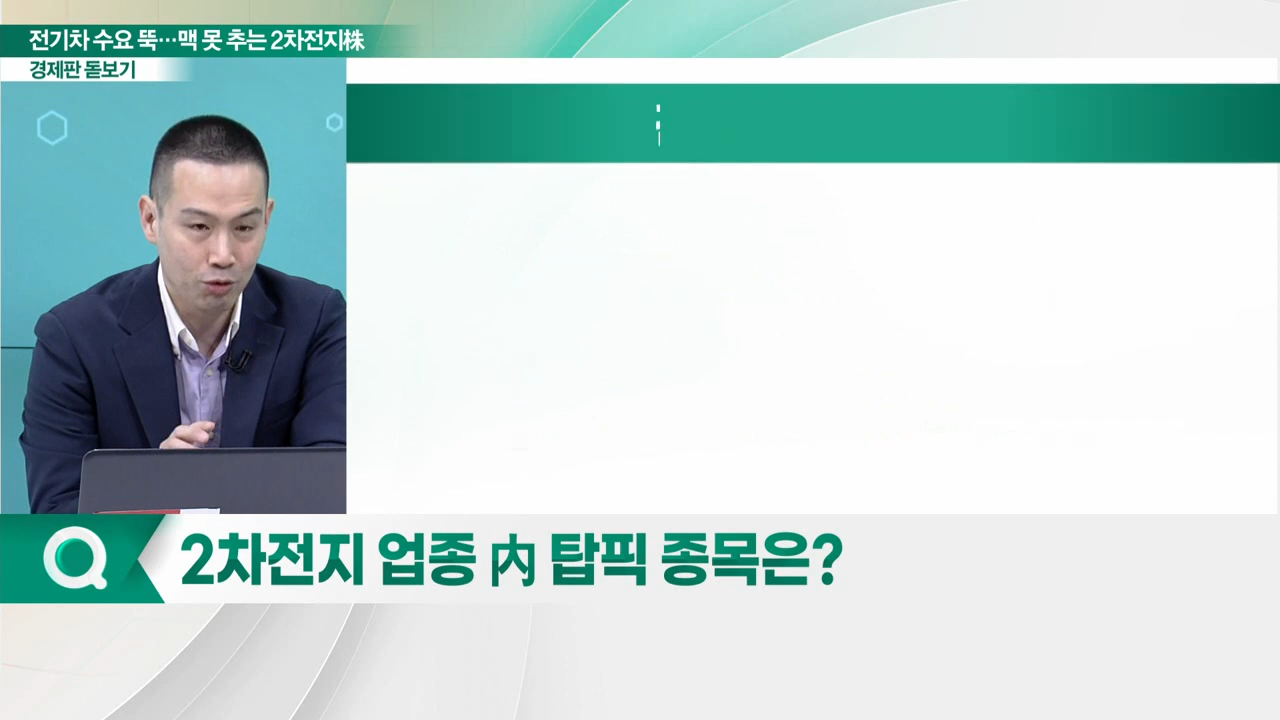 전기차 수요 뚝…맥 못 추는 2차전지株
경제판 돋보기
2차전지 업종 內 탑픽 종목은?